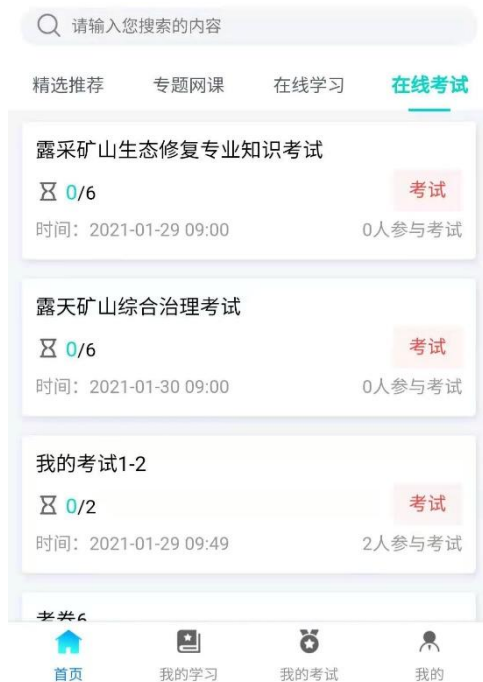 请输入您搜索的内容
精选推荐 专题网课 在线学习 在线考试
露采矿山生态修复专业知识考试
0/6 考试
时间：2021-01-29 09:00 0人参与考试
露天矿山综合治理考试
0/6 考试
时间：2021-01-30 09:00 0人参与考试
我的考试1-2
0/2 考试
时间：2021-01-29 09:49 2人参与考试
考卷6
首页 我的学习 我的考试 我的